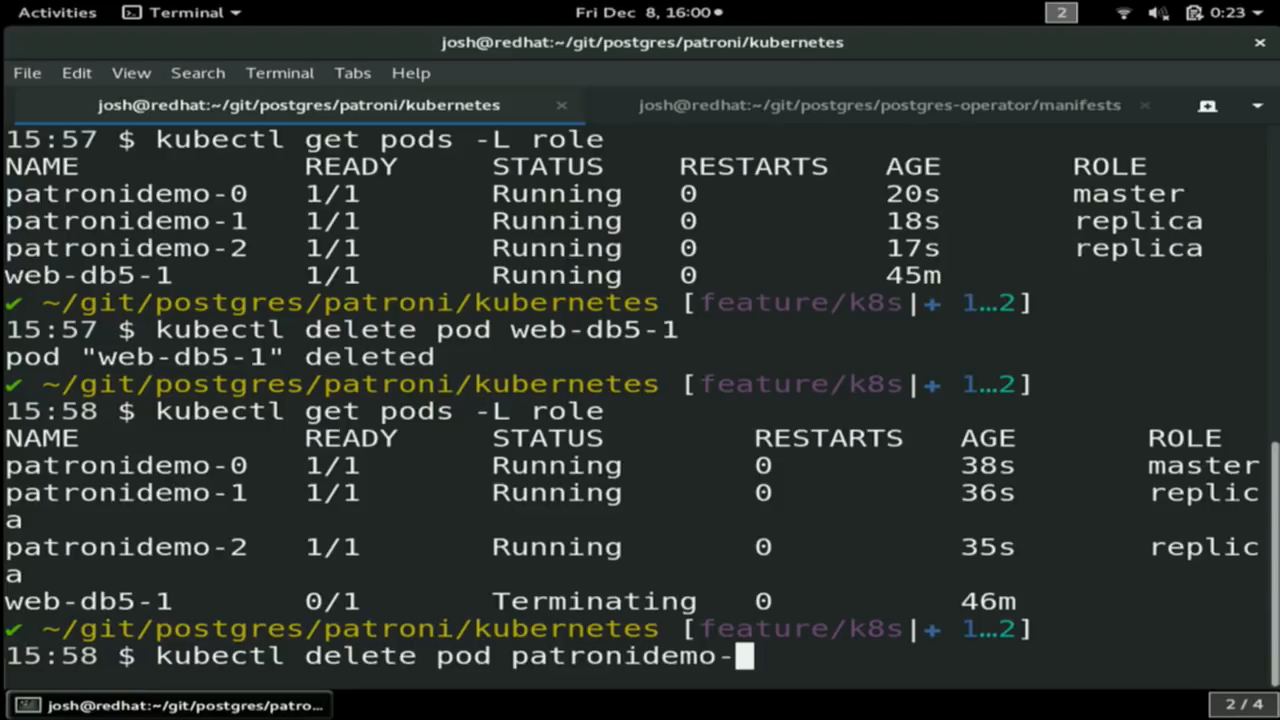 Activities Terminal Fri Dec 8, 16:00 2 0:23
josh@redhat:~/git/postgres/patroni/kubernetes ×
File Edit View Search Terminal Tabs Help
josh@redhat:~/git/postgres/patroni/kubernetes × josh@redhat:~/git/postgres/postgres-operator/manifests ×
15:57 $ kubectl get pods -L role
NAME READY STATUS RESTARTS AGE ROLE
patronidemo-0 1/1 Running 0 20s master
patronidemo-1 1/1 Running 0 18s replica
patronidemo-2 1/1 Running 0 17s replica
web-db5-1 1/1 Running 0 45m
✔ ~/git/postgres/patroni/kubernetes [feature/k8s|✚ 1…2]
15:57 $ kubectl delete pod web-db5-1
pod "web-db5-1" deleted
✔ ~/git/postgres/patroni/kubernetes [feature/k8s|✚ 1…2]
15:58 $ kubectl get pods -L role
NAME READY STATUS RESTARTS AGE ROLE
patronidemo-0 1/1 Running 0 38s master
patronidemo-1 1/1 Running 0 36s replic
a
patronidemo-2 1/1 Running 0 35s replic
a
web-db5-1 0/1 Terminating 0 46m
✔ ~/git/postgres/patroni/kubernetes [feature/k8s|✚ 1…2]
15:58 $ kubectl delete pod patronidemo-
josh@redhat:~/git/postgres/patro... 2 / 4